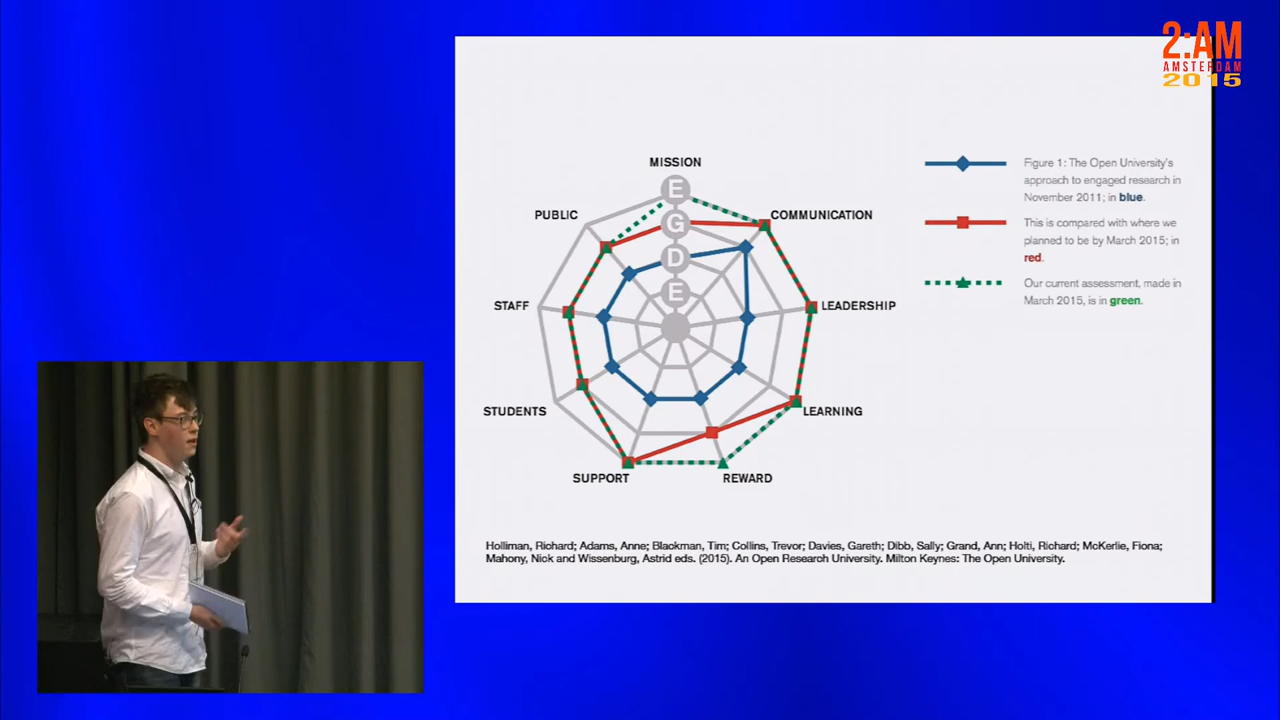 2:AM
AMSTERDAM
2015
MISSION
E
PUBLIC
COMMUNICATION
G
D
E
STAFF
LEADERSHIP
STUDENTS
LEARNING
SUPPORT
REWARD
Figure 1: The Open University's
approach to engaged research in
November 2011; in blue.
This is compared with where we
planned to be by March 2015; in
red.
Our current assessment, made in
March 2015, is in green.
Holliman, Richard; Adams, Anne; Blackman, Tim; Collins, Trevor; Davies, Gareth; Dibb, Sally; Grand, Ann; Holti, Richard; McKerlie, Fiona;
Mahony, Nick and Wissenburg, Astrid eds. (2015). An Open Research University. Milton Keynes: The Open University.